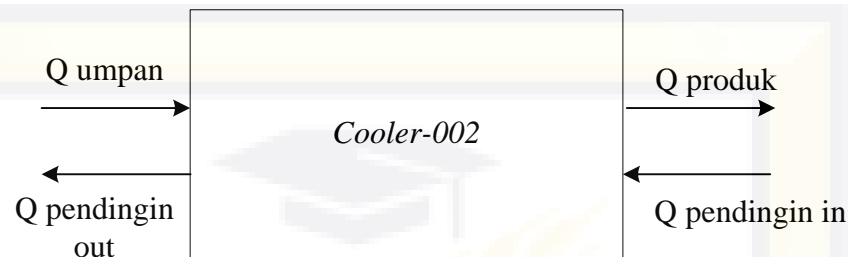 Q umpan
Q produk
Cooler-002
Q pendingin
out
Q pendingin in